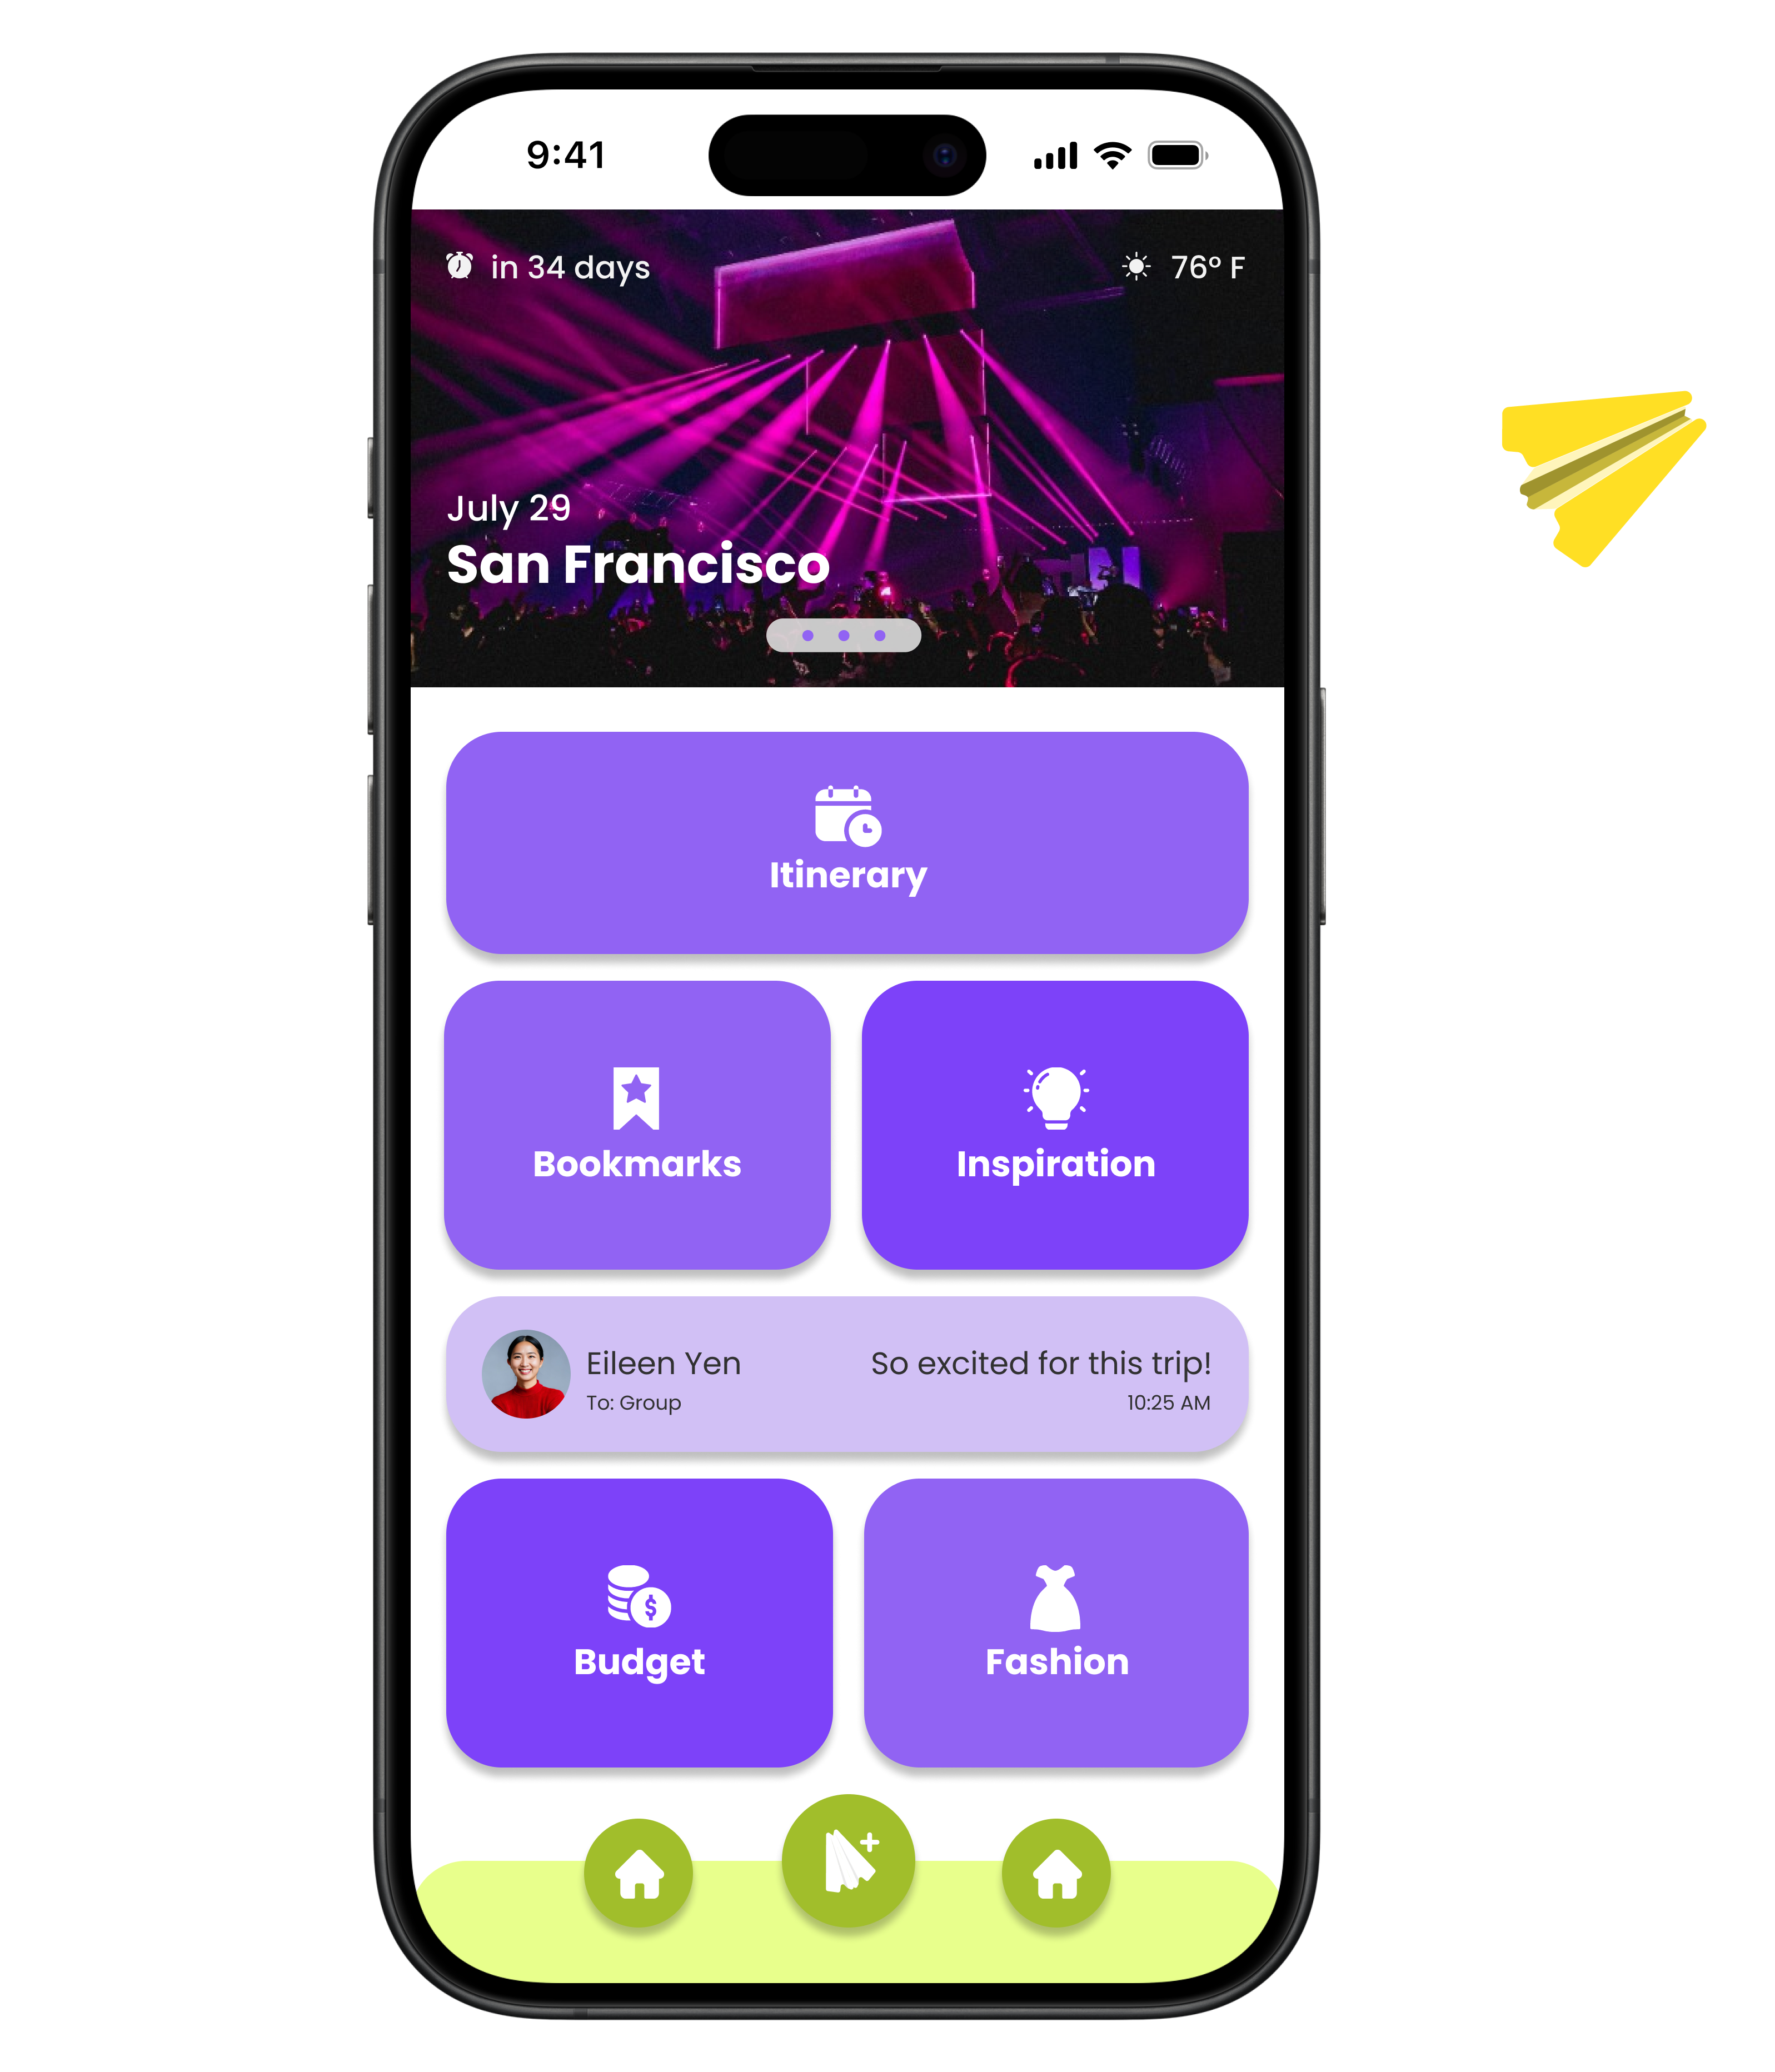 9:41
in 34 days 76° F
July 29
San Francisco
Itinerary
Bookmarks Inspiration
Eileen Yen So excited for this trip!
To: Group 10:25 AM
Budget Fashion